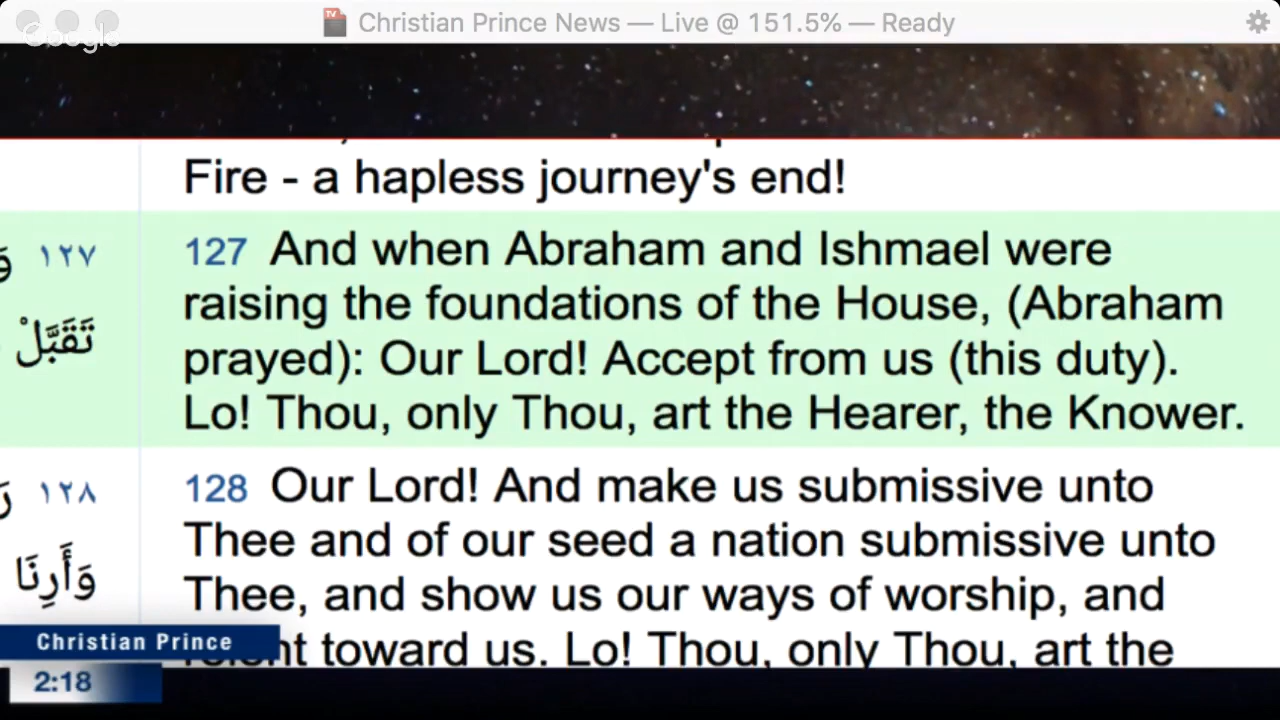 Christian Prince News — Live @ 151.5% — Ready
Google
Fire - a hapless journey's end!
١٢٧
تَقَبَّلْ
127 And when Abraham and Ishmael were
raising the foundations of the House, (Abraham
prayed): Our Lord! Accept from us (this duty).
Lo! Thou, only Thou, art the Hearer, the Knower.
١٢٨
وَأَرِنَا
128 Our Lord! And make us submissive unto
Thee and of our seed a nation submissive unto
Thee, and show us our ways of worship, and
toward us. Lo! Thou, only Thou, art the
Christian Prince
2:18